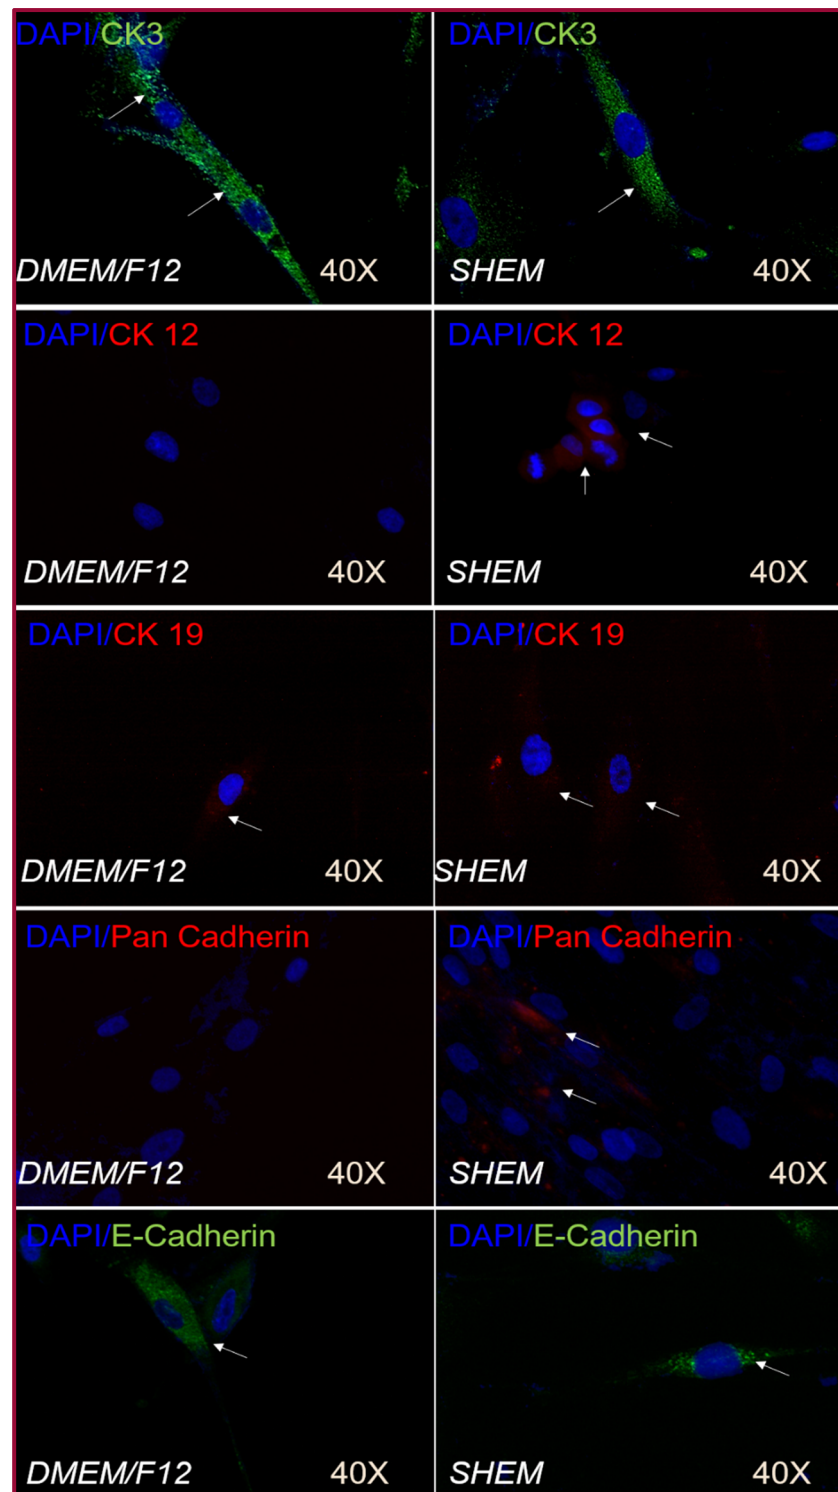 DAPI/CK3 DAPI/CK3
DMEM/F12 40X SHEM 40X
DAPI/CK 12 DAPI/CK 12
DMEM/F12 40X SHEM 40X
DAPI/CK 19 DAPI/CK 19
DMEM/F12 40X SHEM 40X
DAPI/Pan Cadherin DAPI/Pan Cadherin
DMEM/F12 40X SHEM 40X
DAPI/E-Cadherin DAPI/E-Cadherin
DMEM/F12 40X SHEM 40X